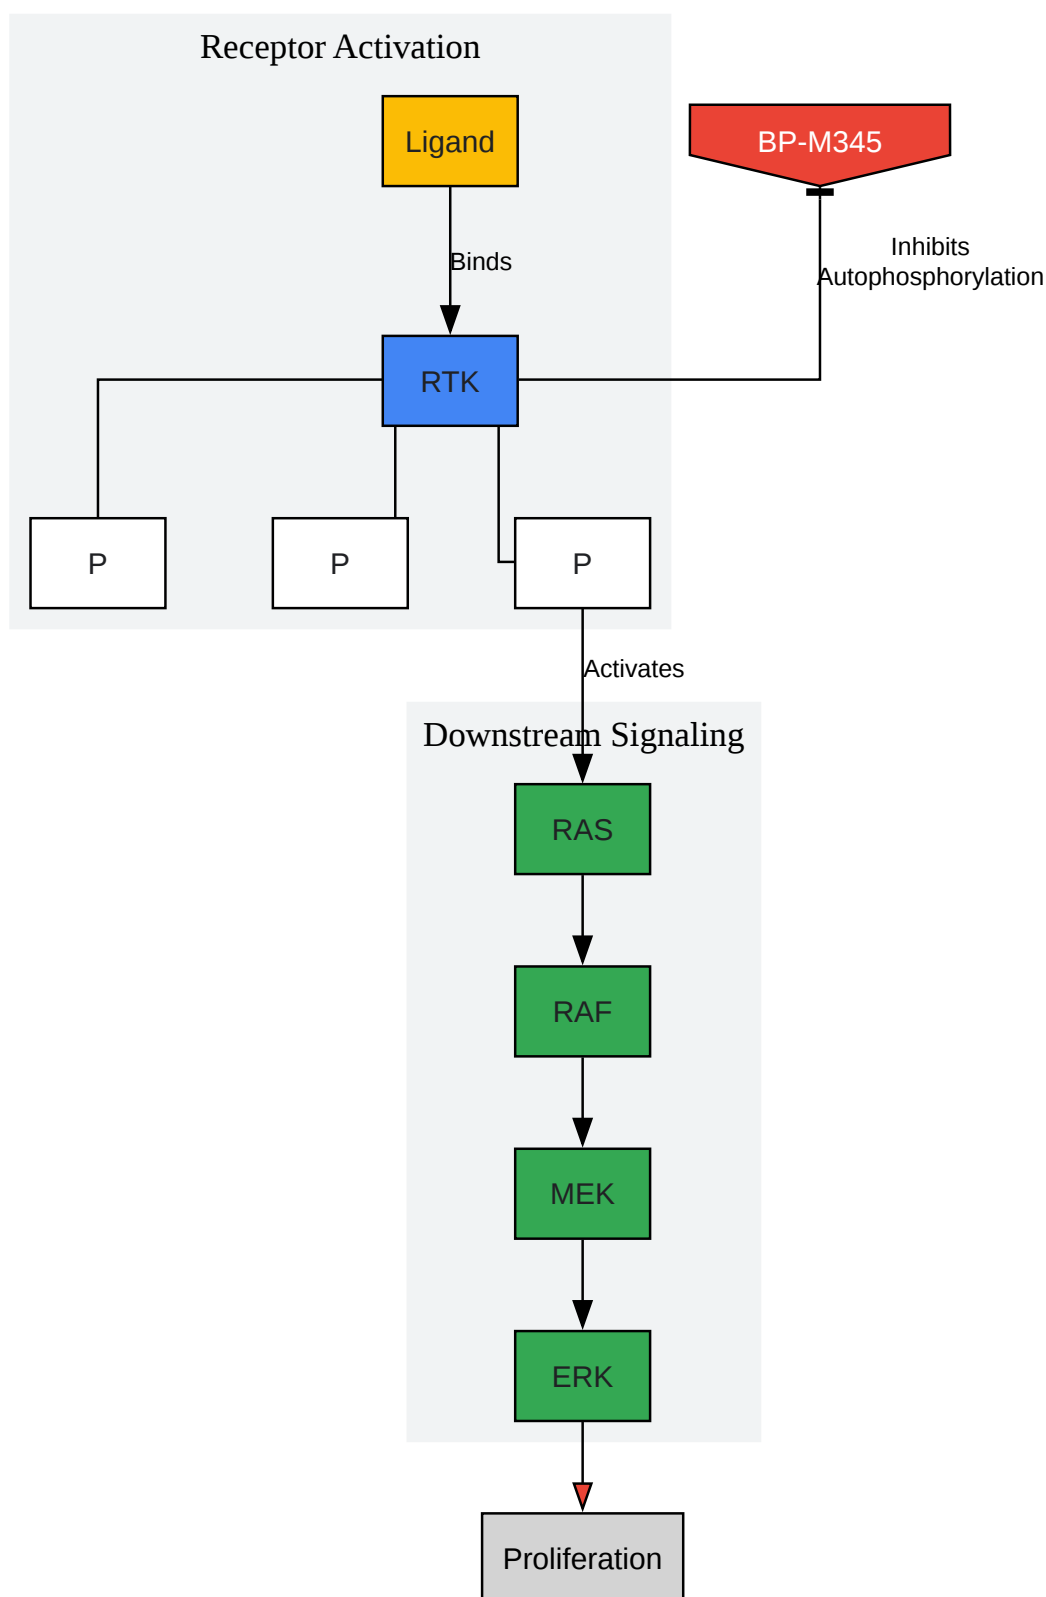 Receptor Activation
Ligand
BP-M345
Binds
Inhibits
Autophosphorylation
RTK
P
P
P
Activates
Downstream Signaling
RAS
RAF
MEK
ERK
Proliferation